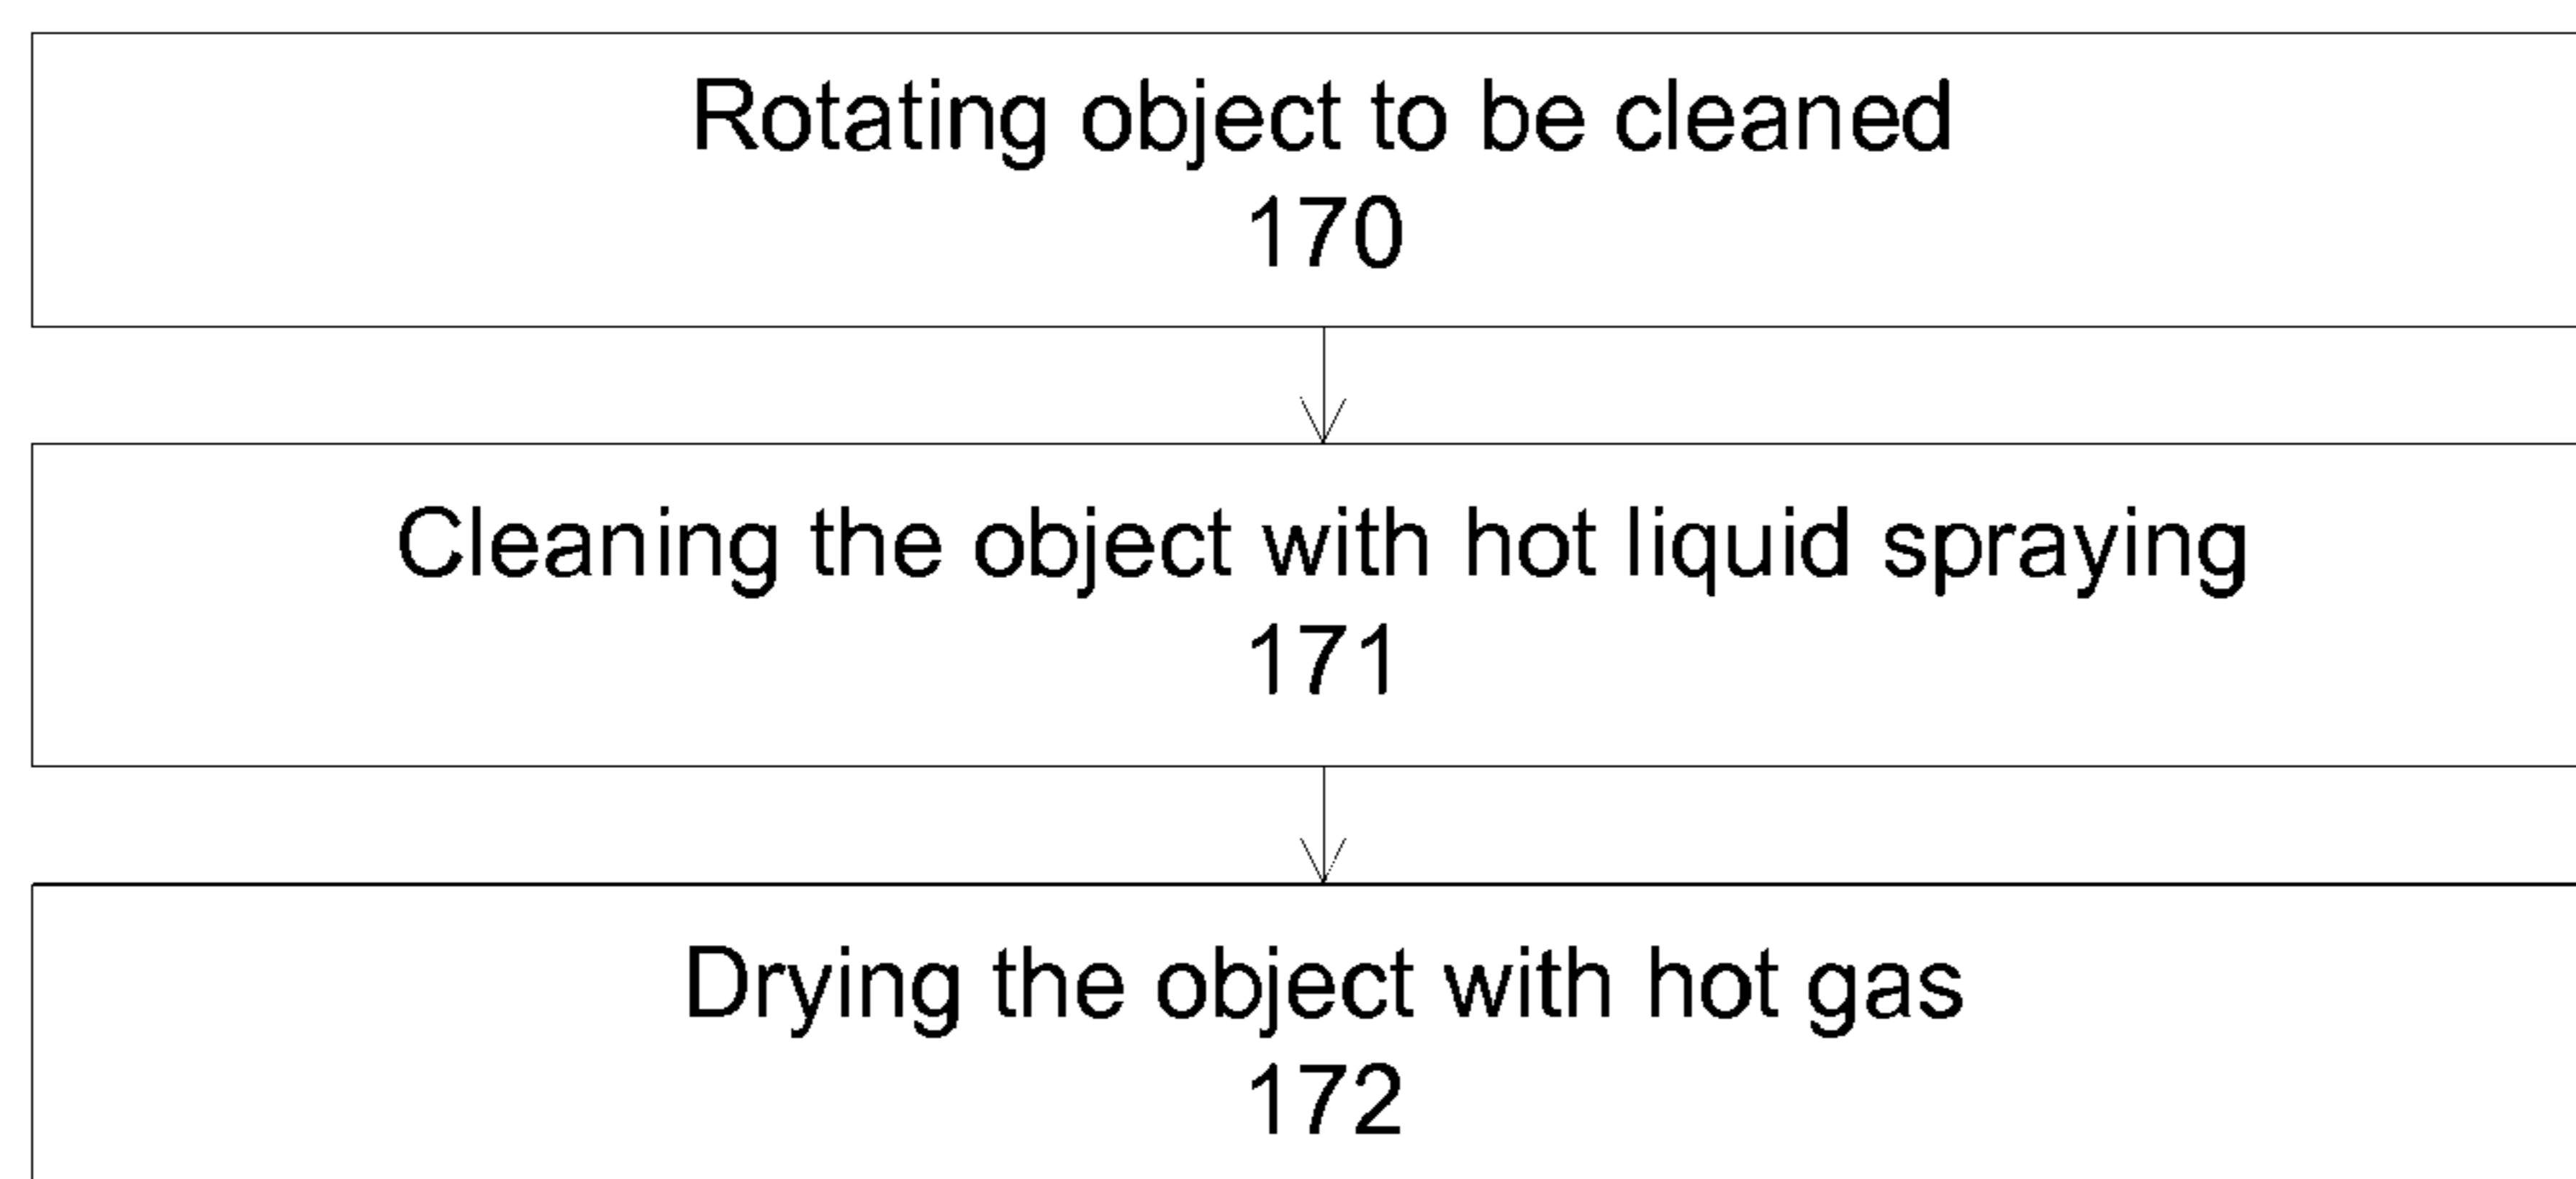 Rotating object to be cleaned
170
Cleaning the object with hot liquid spraying
171
Drying the object with hot gas
172